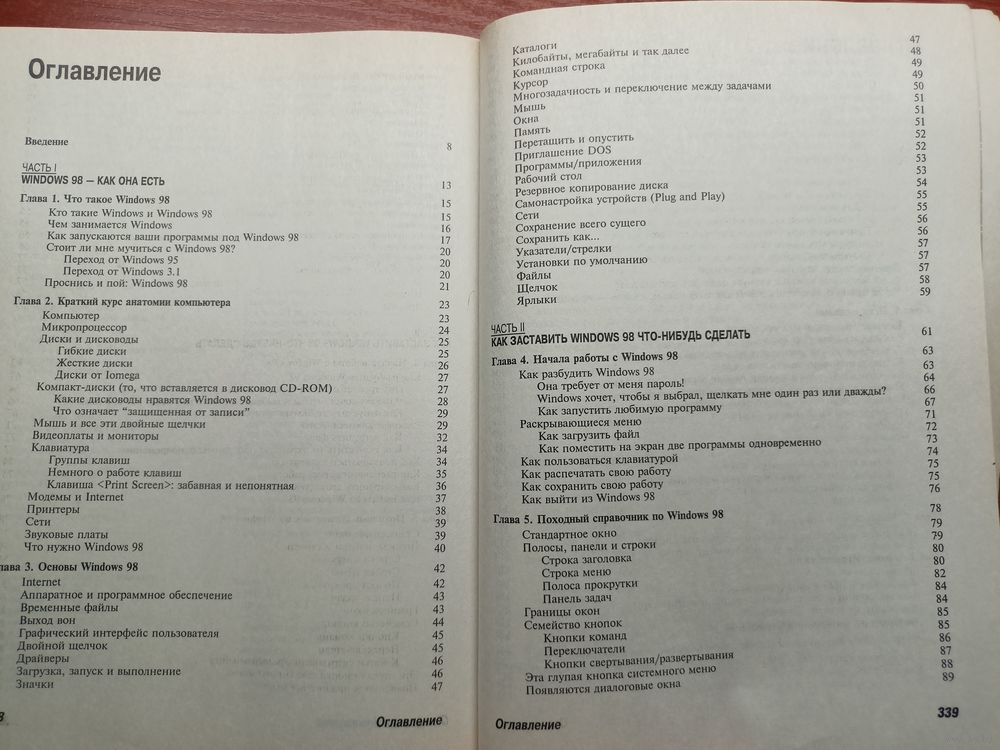 Оглавление
Введение 8
ЧАСТЬ I
WINDOWS 98 – КАК ОНА ЕСТЬ 13
Глава 1. Что такое Windows 98 15
Кто такие Windows и Windows 98 15
Чем занимается Windows 16
Как запускаются ваши программы под Windows 98 17
Стоит ли мне мучиться с Windows 98? 20
Переход от Windows 95 20
Переход от Windows 3.1 20
Проснись и пой: Windows 98 21
Глава 2. Краткий курс анатомии компьютера 23
Компьютер 23
Микропроцессор 24
Диски и дисководы 25
Гибкие диски 25
Жесткие диски 26
Диски от Iomega 27
Компакт-диски (то, что вставляется в дисковод CD-ROM) 27
Какие дисководы нравятся Windows 98 28
Что означает “защищенная от записи” 29
Мышь и все эти двойные щелчки 29
Видеоплаты и мониторы 32
Клавиатура 34
Группы клавиш 34
Немного о работе клавиш 35
Клавиша <Print Screen>: забавная и непонятная 36
Модемы и Internet 37
Принтеры 38
Сети 39
Звуковые платы 39
Что нужно Windows 98 40
лава 3. Основы Windows 98 42
Internet 42
Аппаратное и программное обеспечение 43
Временные файлы 43
Выход вон 44
Графический интерфейс пользователя 45
Двойной щелчок 45
Драйверы 46
Загрузка, запуск и выполнение 46
Значки 47
8 Оглавление
Каталоги 47
Килобайты, мегабайты и так далее 48
Командная строка 49
Курсор 49
Многозадачность и переключение между задачами 50
Мышь 51
Окна 51
Память 51
Перетащить и опустить 52
Приглашение DOS 52
Программы/приложения 53
Рабочий стол 53
Резервное копирование диска 54
Самонастройка устройств (Plug and Play) 55
Сети 55
Сохранение всего сущего 56
Сохранить как... 56
Указатели/стрелки 57
Установки по умолчанию 57
Файлы 57
Щелчок 58
Ярлыки 59
ЧАСТЬ II
КАК ЗАСТАВИТЬ WINDOWS 98 ЧТО-НИБУДЬ СДЕЛАТЬ 61
Глава 4. Начала работы с Windows 98 63
Как разбудить Windows 98 63
Она требует от меня пароль! 64
Windows хочет, чтобы я выбрал, щелкать мне один раз или дважды? 66
Как запустить любимую программу 67
Раскрывающиеся меню 71
Как загрузить файл 72
Как поместить на экран две программы одновременно 73
Как пользоваться клавиатурой 74
Как распечатать свою работу 75
Как сохранить свою работу 75
Как выйти из Windows 98 76
Глава 5. Походный справочник по Windows 98 78
Стандартное окно 79
Полосы, панели и строки 79
Строка заголовка 80
Строка меню 80
Полоса прокрутки 82
Панель задач 84
Границы окон 84
Семейство кнопок 85
Кнопки команд 85
Переключатели 86
Кнопки свертывания/развертывания 87
Эта глупая кнопка системного меню 88
Появляются диалоговые окна 89
Оглавление 339